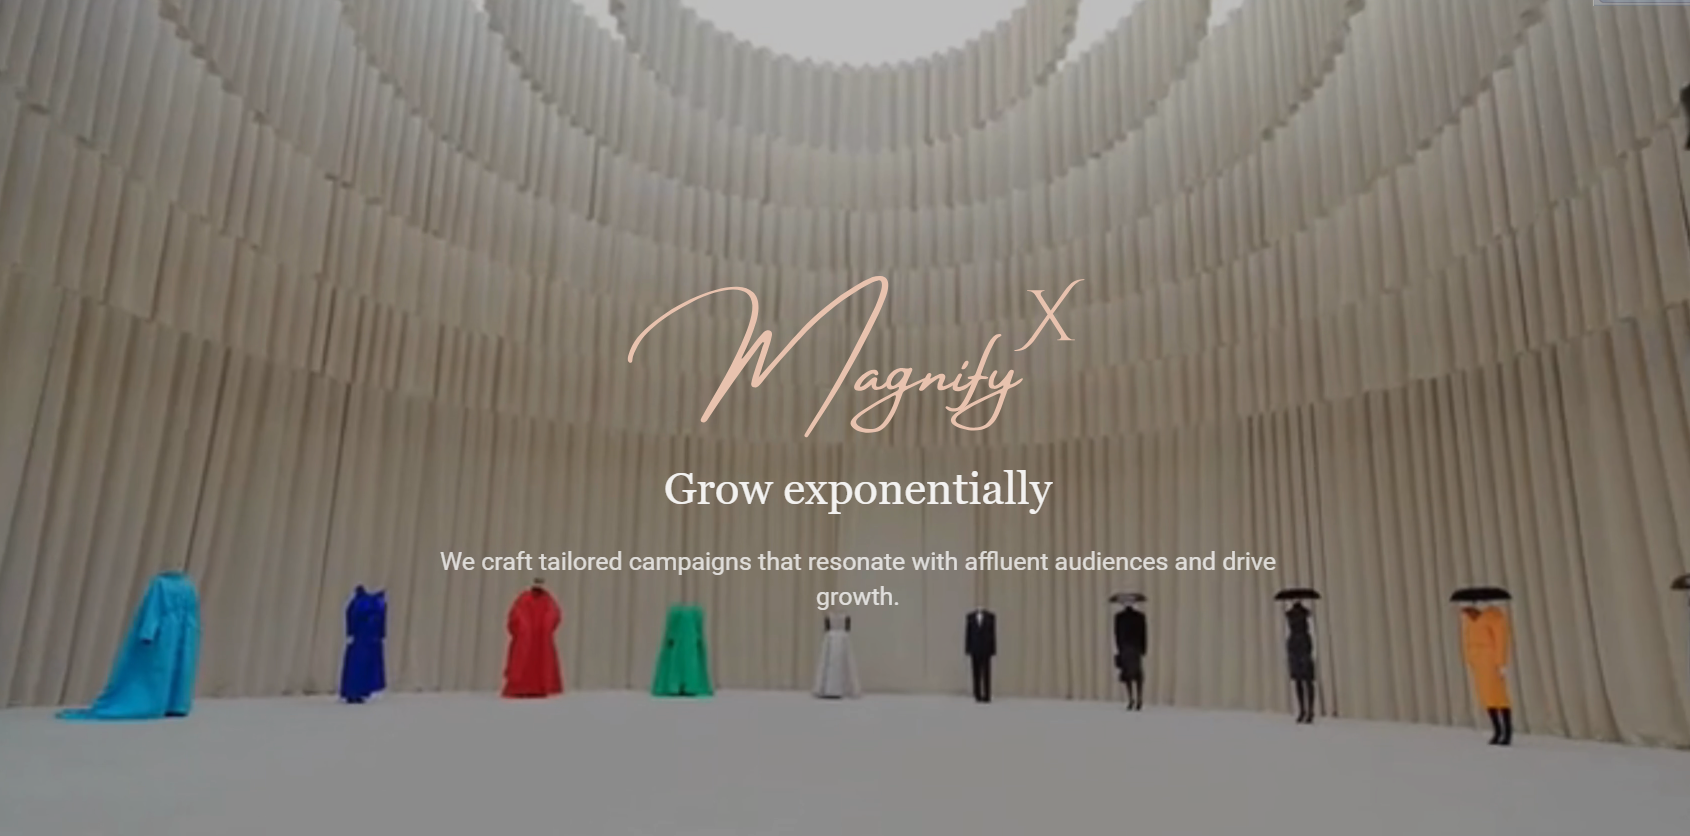 Magnify X
Grow exponentially
We craft tailored campaigns that resonate with affluent audiences and drive
growth.